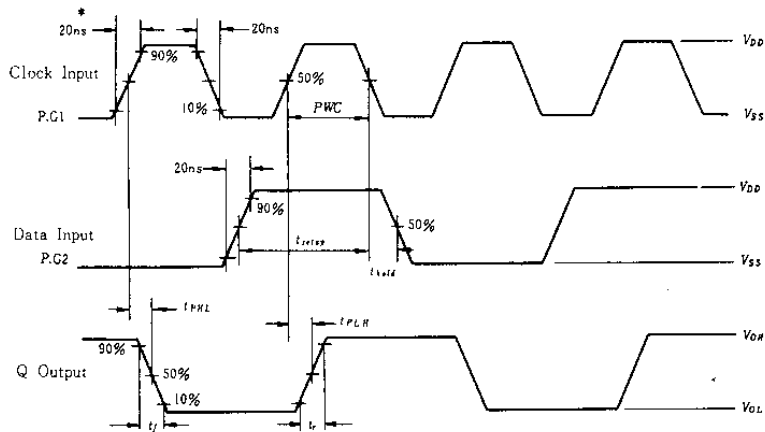 *
20ns
20ns
V_DD
90%
Clock Input
50%
10%
PWC
P.G1
V_SS
20ns
V_DD
90%
50%
Data Input
t_setup
P.G2
t_hold
V_SS
t_PHL
t_PLH
V_OH
90%
50%
Q Output
10%
V_OL
t_f
t_r